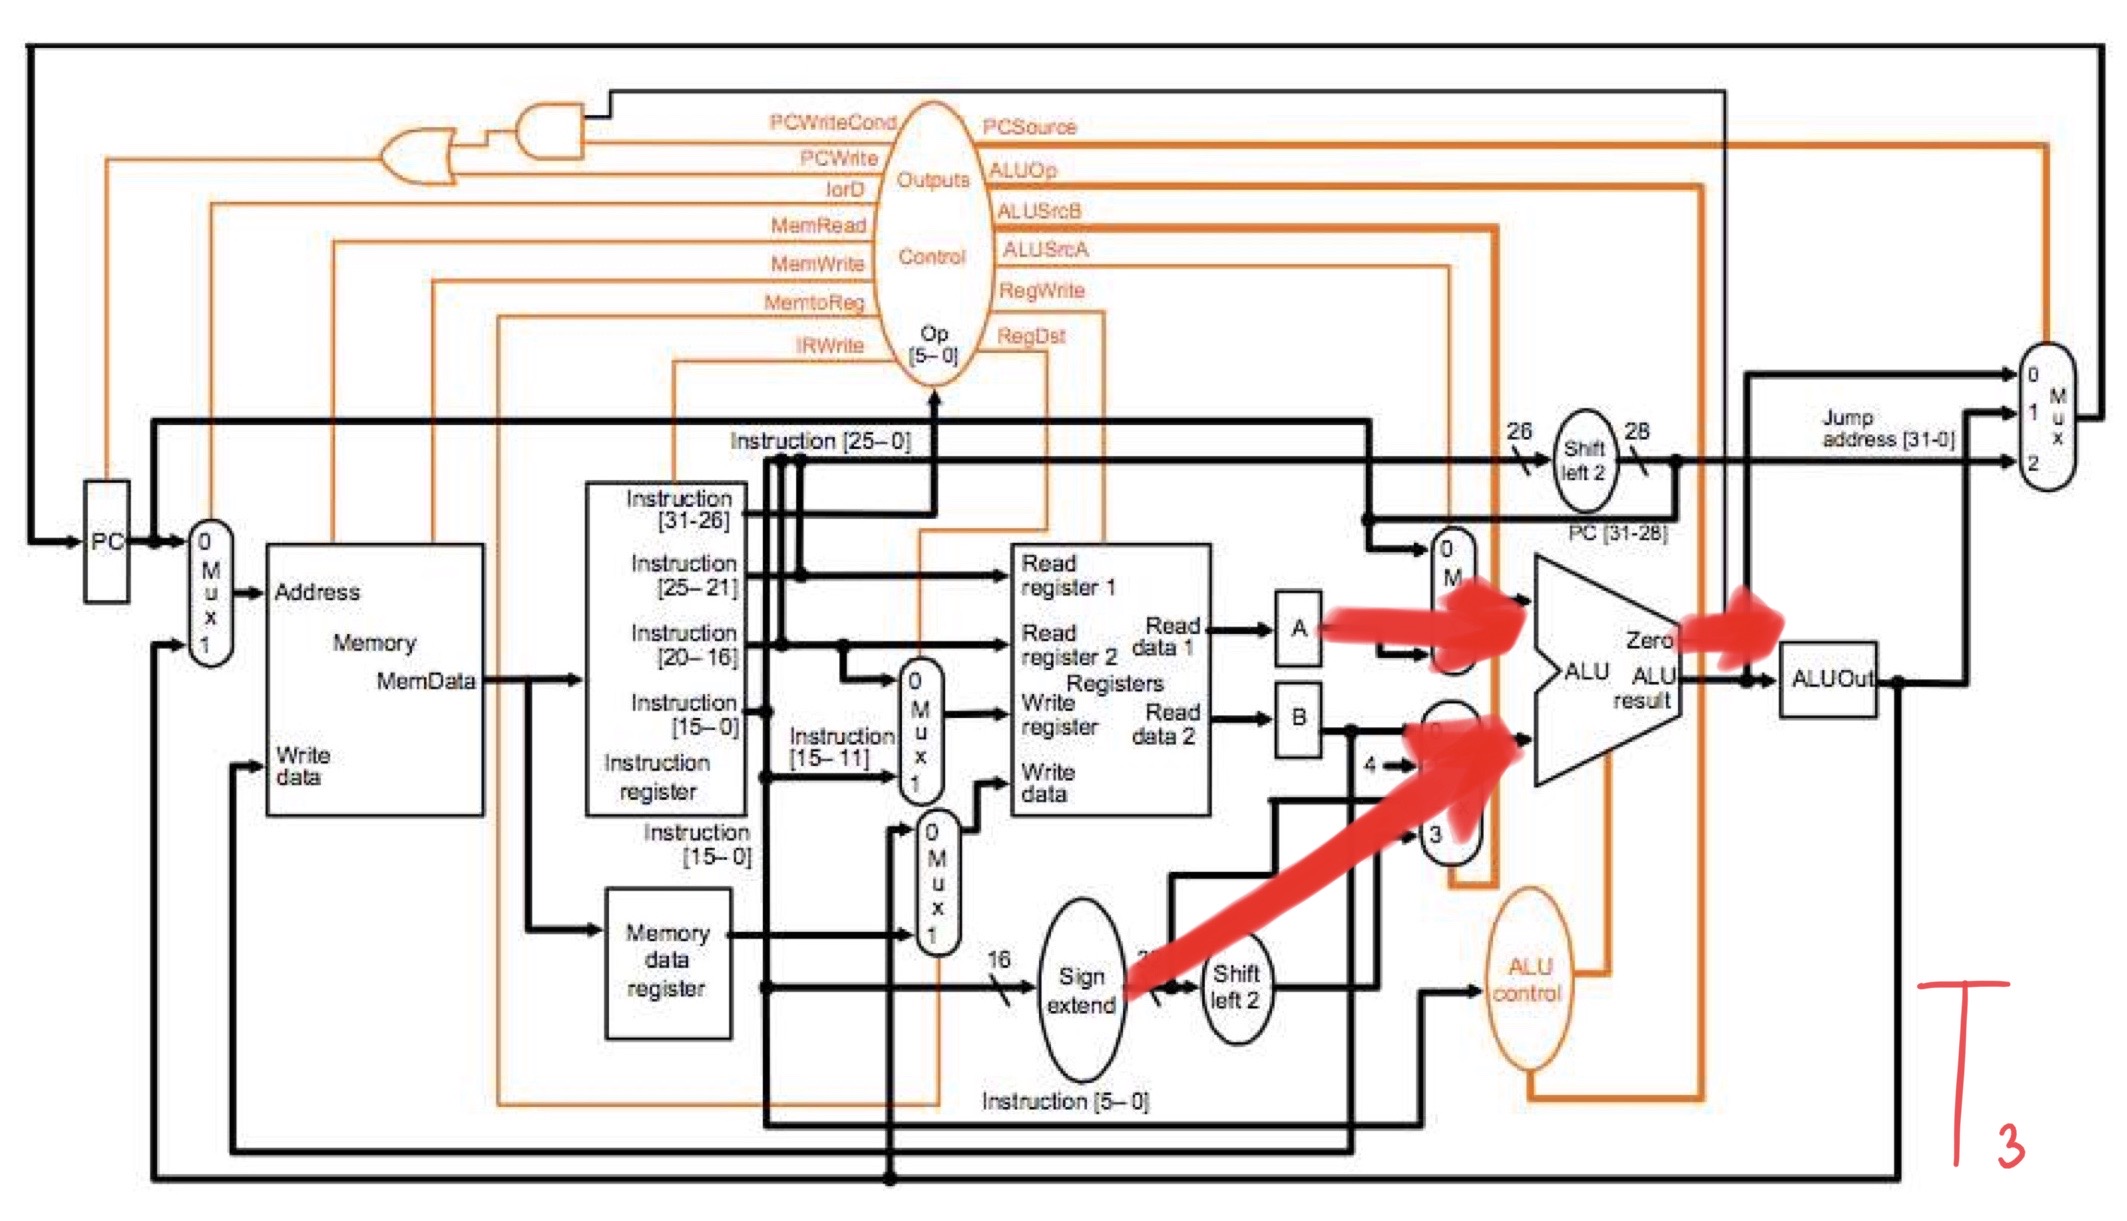 PCWriteCond
PCSource
PCWrite
ALUOp
IorD
Outputs
ALUSrcB
MemRead
ALUSrcA
Control
MemWrite
RegWrite
MemtoReg
RegDst
IRWrite
Op
[5–0]
Instruction [25–0]
26
Shift
left 2
28
Jump
address [31-0]
0
1
2
M
u
x
PC [31-28]
PC
0
M
u
x
1
Address
Memory
MemData
Write
data
Instruction
[31-26]
Instruction
[25–21]
Instruction
[20–16]
Instruction
[15–0]
Instruction
register
Instruction
[15–0]
Instruction
[15–11]
0
M
u
x
1
Read
register 1
Read
register 2
Registers
Write
register
Write
data
Read
data 1
Read
data 2
A
B
4
0
M
3
ALU
Zero
ALU
result
ALUOut
0
M
u
x
1
Memory
data
register
16
Sign
extend
Shift
left 2
ALU
control
Instruction [5–0]
T3